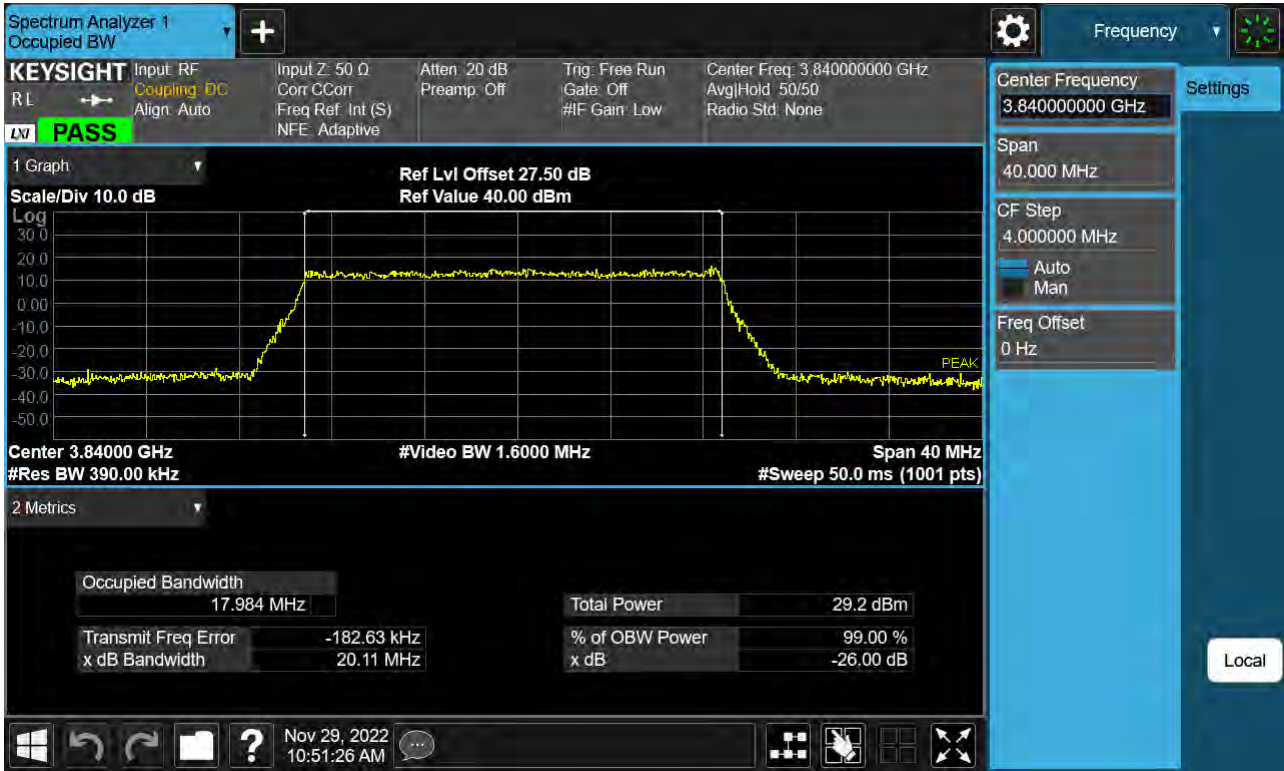 Spectrum Analyzer 1
Occupied BW
+
Frequency
KEYSIGHT Input: RF Input Z: 50 Ω Atten: 20 dB Trig: Free Run Center Freq: 3.840000000 GHz
RL Coupling: DC Corr CCorr Preamp: Off Gate: Off Avg|Hold: 50/50
Align: Auto Freq Ref: Int (S) #IF Gain: Low Radio Std: None
LXI PASS NFE: Adaptive
1 Graph
Ref Lvl Offset 27.50 dB
Scale/Div 10.0 dB Ref Value 40.00 dBm
Log
30.0
20.0
10.0
0.00
-10.0
-20.0
-30.0
-40.0
-50.0
PEAK
Center 3.84000 GHz #Video BW 1.6000 MHz Span 40 MHz
#Res BW 390.00 kHz #Sweep 50.0 ms (1001 pts)
2 Metrics
Occupied Bandwidth
17.984 MHz
Total Power 29.2 dBm
Transmit Freq Error -182.63 kHz % of OBW Power 99.00 %
x dB Bandwidth 20.11 MHz x dB -26.00 dB
Center Frequency
3.840000000 GHz
Settings
Span
40.000 MHz
CF Step
4.000000 MHz
Auto
Man
Freq Offset
0 Hz
Local
?
Nov 29, 2022
10:51:26 AM